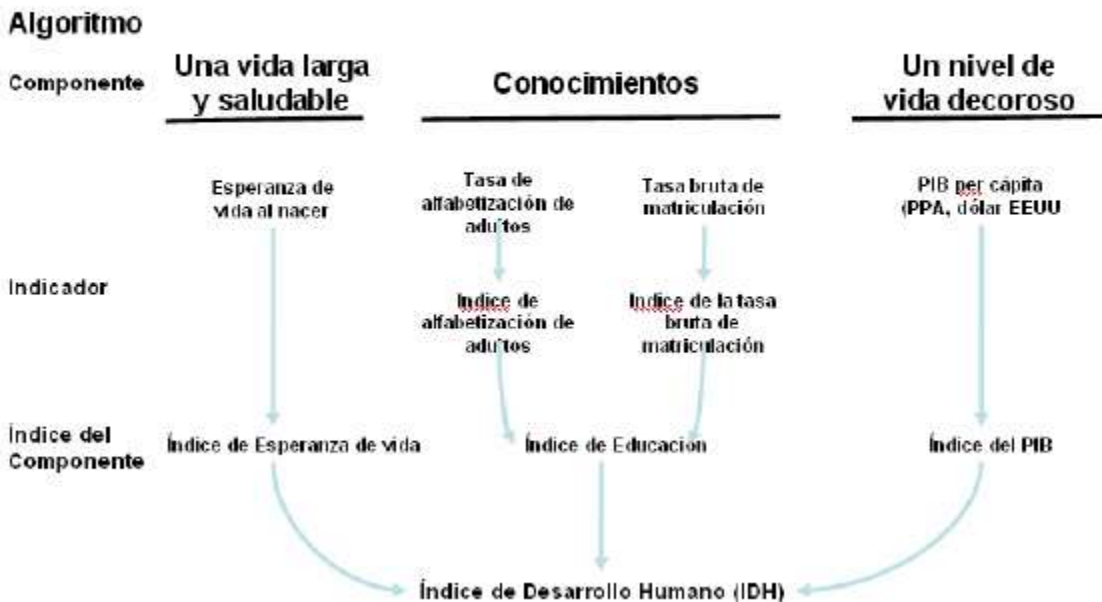 Algoritmo
Componente
Una vida larga
y saludable
Conocimientos
Un nivel de
vida decoroso
Indicador
Esperanza de
vida al nacer
Tasa de
alfabetización de
adultos
Tasa bruta de
matriculación
PIB per cápita
(PPA, dólar EEUU
Indice de
alfabetización de
adultos
Indice de la tasa
bruta de
matriculación
Índice del
Componente
Índice de Esperanza de vida
Índice de Educación
Índice del PIB
Índice de Desarrollo Humano (IDH)